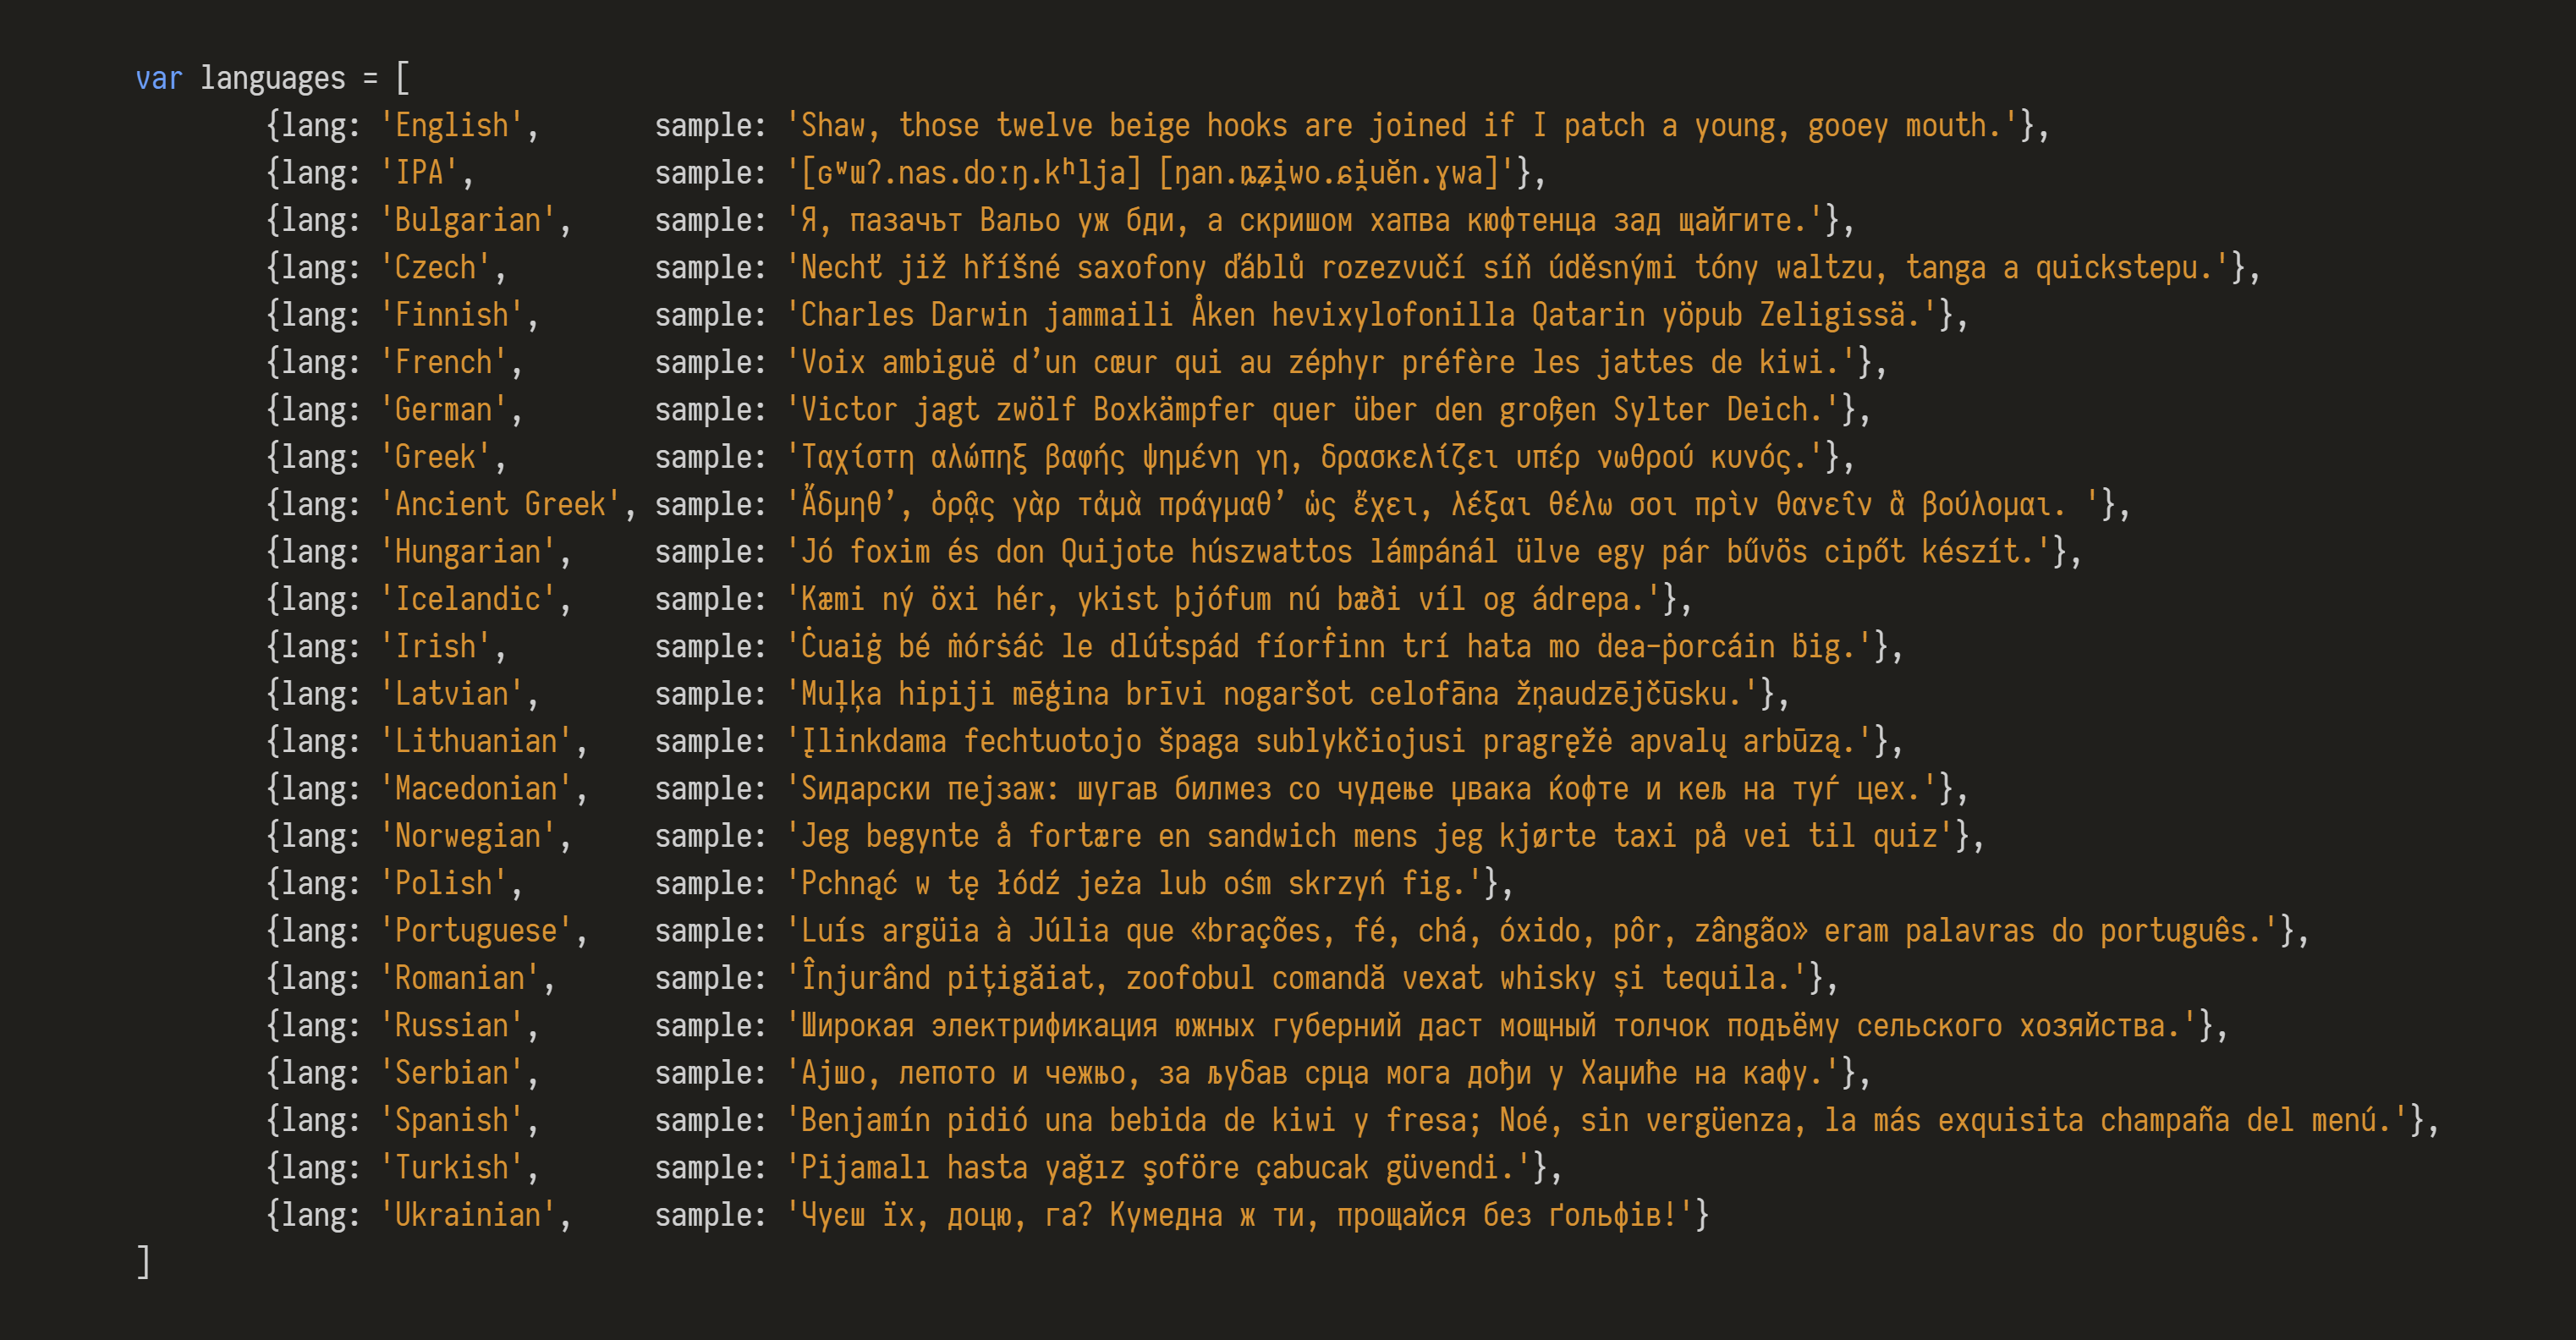 var languages = [
{lang: 'English', sample: 'Shaw, those twelve beige hooks are joined if I patch a young, gooey mouth.'},
{lang: 'IPA', sample: '[ɢʷɯʔ.nas.doːŋ.kʰlja] [ŋan.ȵʑi̯wo.ɕi̯uĕn.ɣwa]'},
{lang: 'Bulgarian', sample: 'Я, пазачът Вальо уж бди, а скришом хапва кюфтенца зад щайгите.'},
{lang: 'Czech', sample: 'Nechť již hříšné saxofony ďáblů rozezvučí síň úděsnými tóny waltzu, tanga a quickstepu.'},
{lang: 'Finnish', sample: 'Charles Darwin jammaili Åken hevixylofonilla Qatarin yöpub Zeligissä.'},
{lang: 'French', sample: 'Voix ambiguë d’un cœur qui au zéphyr préfère les jattes de kiwi.'},
{lang: 'German', sample: 'Victor jagt zwölf Boxkämpfer quer über den großen Sylter Deich.'},
{lang: 'Greek', sample: 'Ταχίστη αλώπηξ βαφής ψημένη γη, δρασκελίζει υπέρ νωθρού κυνός.'},
{lang: 'Ancient Greek', sample: 'Ἄδμηθ’, ὁρᾷς γὰρ τἀμὰ πράγμαθ’ ὡς ἔχει, λέξαι θέλω σοι πρὶν θανεῖν ἃ βούλομαι. '},
{lang: 'Hungarian', sample: 'Jó foxim és don Quijote húszwattos lámpánál ülve egy pár bűvös cipőt készít.'},
{lang: 'Icelandic', sample: 'Kæmi ný öxi hér, ykist þjófum nú bæði víl og ádrepa.'},
{lang: 'Irish', sample: 'Ċuaiġ bé ṁórṡáċ le dlúṫspád fíorḟinn trí hata mo ḋea-ṗorcáin ḃig.'},
{lang: 'Latvian', sample: 'Muļķa hipiji mēģina brīvi nogaršot celofāna žņaudzējčūsku.'},
{lang: 'Lithuanian', sample: 'Įlinkdama fechtuotojo špaga sublykčiojusi pragręžė apvalų arbūzą.'},
{lang: 'Macedonian', sample: 'Ѕидарски пејзаж: шугав билмез со чудење џвака ќофте и кељ на туѓ цех.'},
{lang: 'Norwegian', sample: 'Jeg begynte å fortære en sandwich mens jeg kjørte taxi på vei til quiz'},
{lang: 'Polish', sample: 'Pchnąć w tę łódź jeża lub ośm skrzyń fig.'},
{lang: 'Portuguese', sample: 'Luís argüia à Júlia que «brações, fé, chá, óxido, pôr, zângão» eram palavras do português.'},
{lang: 'Romanian', sample: 'Înjurând pițigăiat, zoofobul comandă vexat whisky și tequila.'},
{lang: 'Russian', sample: 'Широкая электрификация южных губерний даст мощный толчок подъёму сельского хозяйства.'},
{lang: 'Serbian', sample: 'Ајшо, лепото и чежњо, за љубав срца мога дођи у Хаџиће на кафу.'},
{lang: 'Spanish', sample: 'Benjamín pidió una bebida de kiwi y fresa; Noé, sin vergüenza, la más exquisita champaña del menú.'},
{lang: 'Turkish', sample: 'Pijamalı hasta yağız şoföre çabucak güvendi.'},
{lang: 'Ukrainian', sample: 'Чуєш їх, доцю, га? Кумедна ж ти, прощайся без ґольфів!'}
]